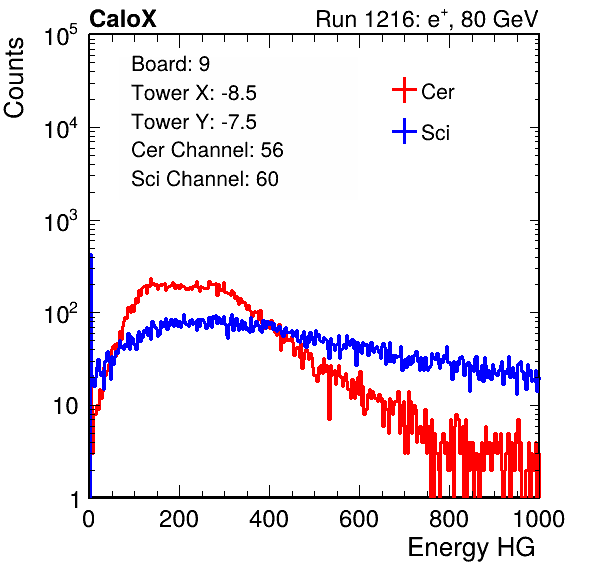 CaloX Run 1216: e⁺, 80 GeV
Counts
Board: 9
Tower X: -8.5
Tower Y: -7.5
Cer Channel: 56
Sci Channel: 60
Cer
Sci
10⁵
10⁴
10³
10²
10
1
0 200 400 600 800 1000
Energy HG